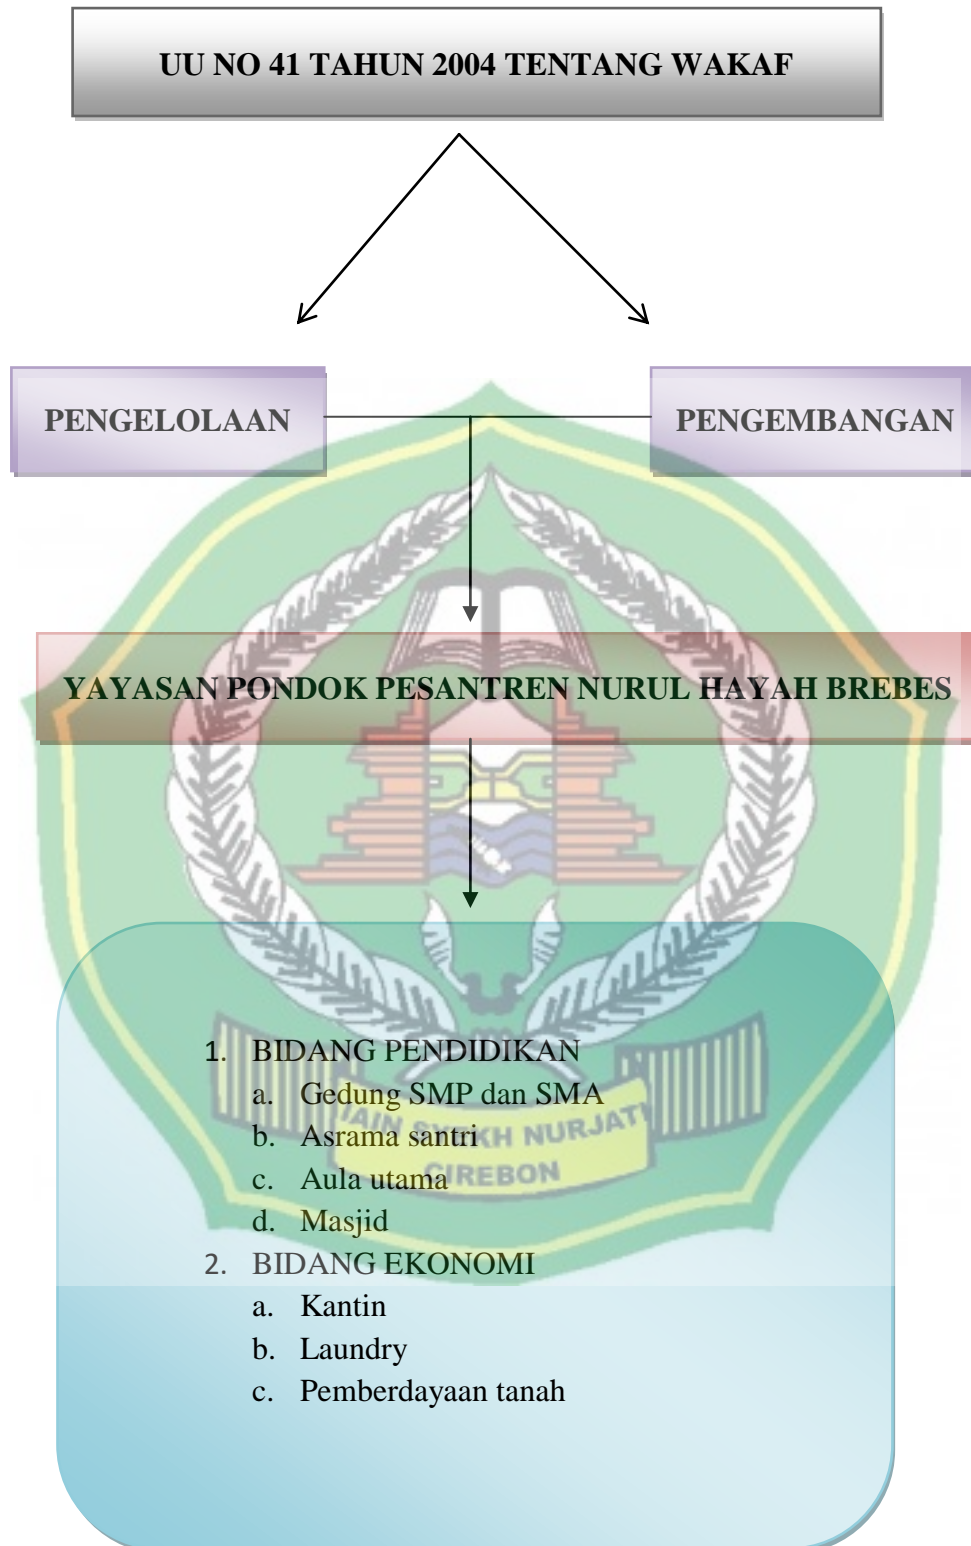 UU NO 41 TAHUN 2004 TENTANG WAKAF
PENGELOLAAN
PENGEMBANGAN
YAYASAN PONDOK PESANTREN NURUL HAYAH BREBES
1. BIDANG PENDIDIKAN
a. Gedung SMP dan SMA
b. Asrama santri
c. Aula utama
d. Masjid
2. BIDANG EKONOMI
a. Kantin
b. Laundry
c. Pemberdayaan tanah
IAIN SYEKH NURJATI
CIREBON